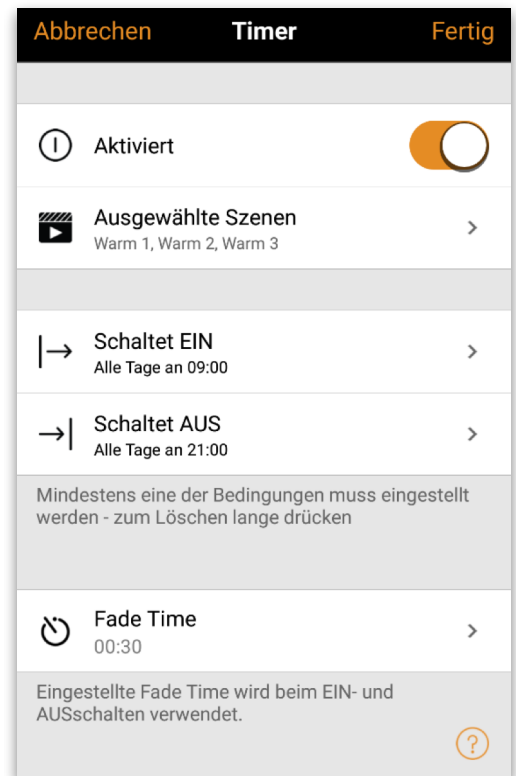 Abbrechen Timer Fertig
Aktiviert
Ausgewählte Szenen
Warm 1, Warm 2, Warm 3
Schaltet EIN
Alle Tage an 09:00
Schaltet AUS
Alle Tage an 21:00
Mindestens eine der Bedingungen muss eingestellt
werden - zum Löschen lange drücken
Fade Time
00:30
Eingestellte Fade Time wird beim EIN- und
AUSschalten verwendet.
?